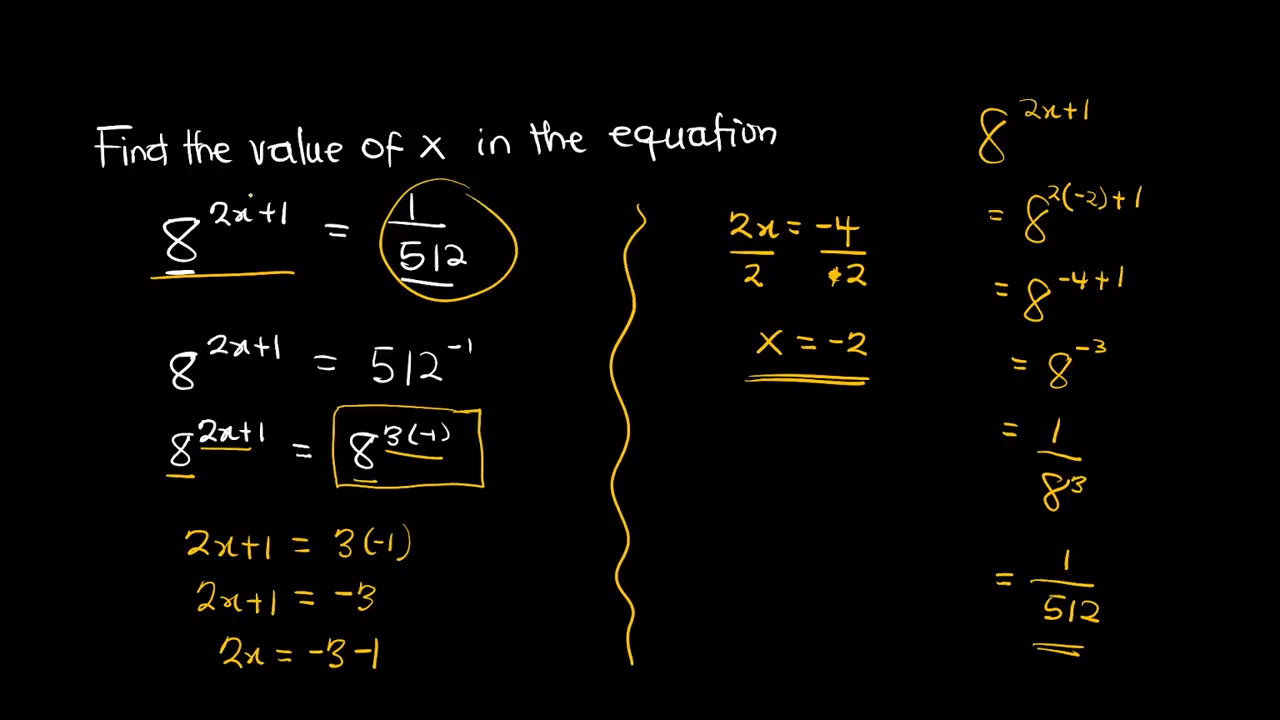 Find the value of x in the equation
8^(2x+1) = 1/512
8^(2x+1) = 512^(-1)
8^(2x+1) = 8^(3(-1))
2x+1 = 3(-1)
2x+1 = -3
2x = -3-1
2x/2 = -4/2
x = -2
8^(2x+1)
= 8^(2(-2)+1)
= 8^(-4+1)
= 8^(-3)
= 1/8^3
= 1/512